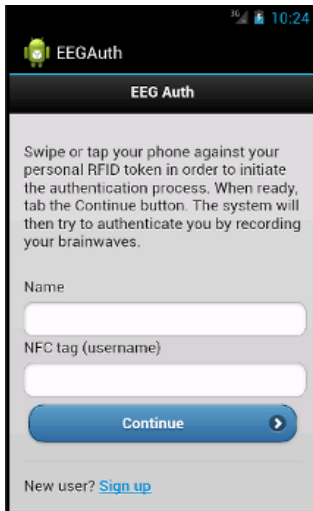 3G 10:24
EEGAuth
EEG Auth
Swipe or tap your phone against your
personal RFID token in order to initiate
the authentication process. When ready,
tab the Continue button. The system will
then try to authenticate you by recording
your brainwaves.
Name
NFC tag (username)
Continue
New user? Sign up